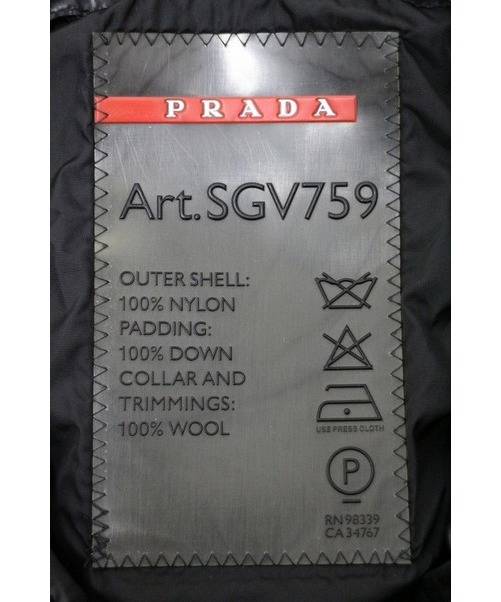 PRADA
Art.SGV759
OUTER SHELL:
100% NYLON
PADDING:
100% DOWN
COLLAR AND
TRIMMINGS:
100% WOOL
USE PRESS CLOTH
P
RN 98339
CA 34767